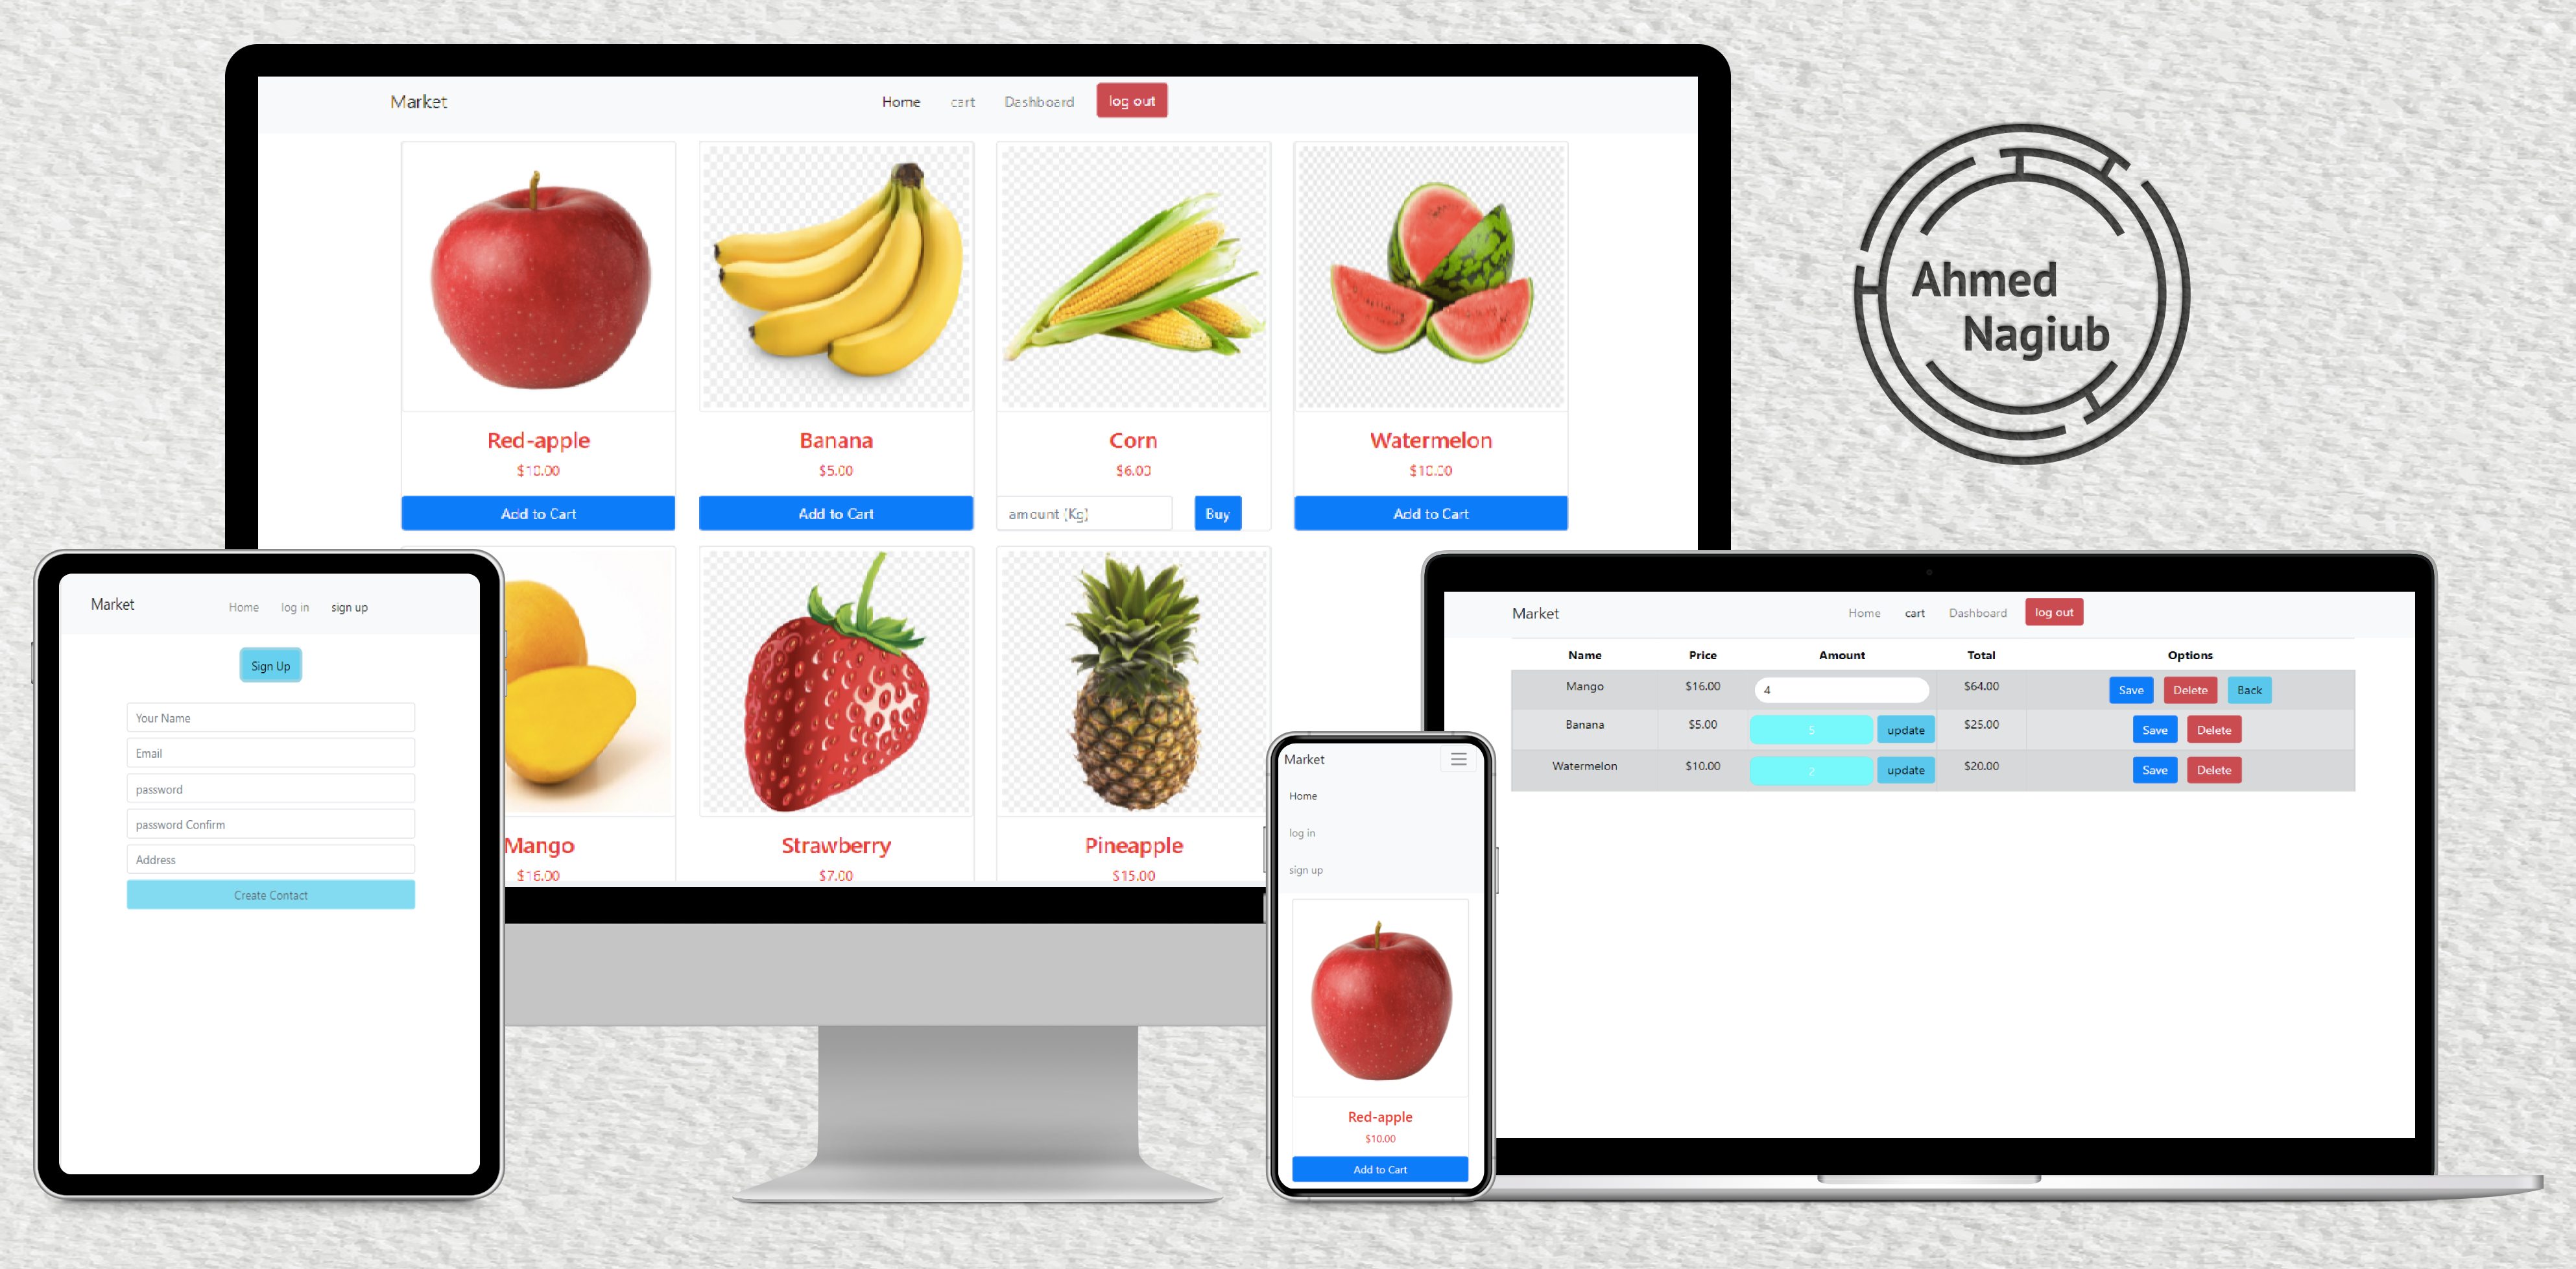 Market Home cart Dashboard log out
Red-apple Banana Corn Watermelon
$10.00 $5.00 $6.00 $10.00
Add to Cart Add to Cart amount (Kg) Buy Add to Cart
Mango Strawberry Pineapple
$16.00 $7.00 $15.00
Ahmed
Nagiub
Market Home log in sign up
Sign Up
Your Name
Email
password
password Confirm
Address
Create Contact
Market
Home
log in
sign up
Red-apple
$10.00
Add to Cart
Market Home cart Dashboard log out
Name Price Amount Total Options
Mango $16.00 4 $64.00 Save Delete Back
Banana $5.00 5 update $25.00 Save Delete
Watermelon $10.00 2 update $20.00 Save Delete